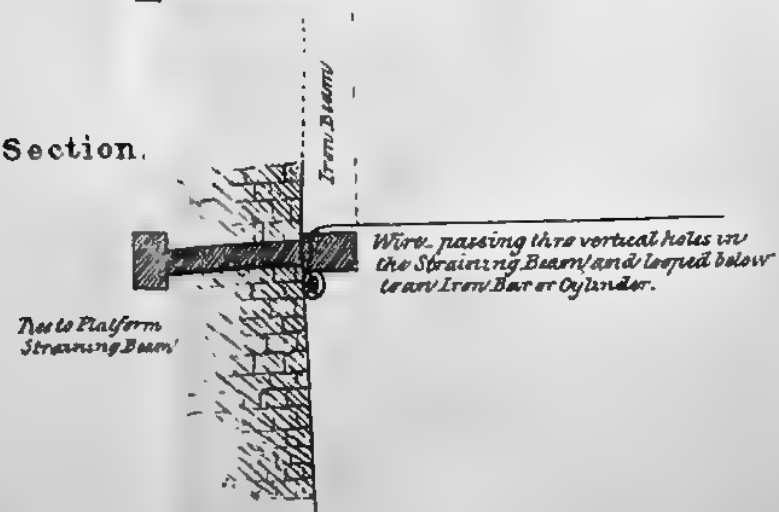 Iron Beam
Section.
Wire passing thro vertical holes in
the Straining Beam and looped below
to an Iron Bar or Cylinder.
Ties to Platform
Straining Beam